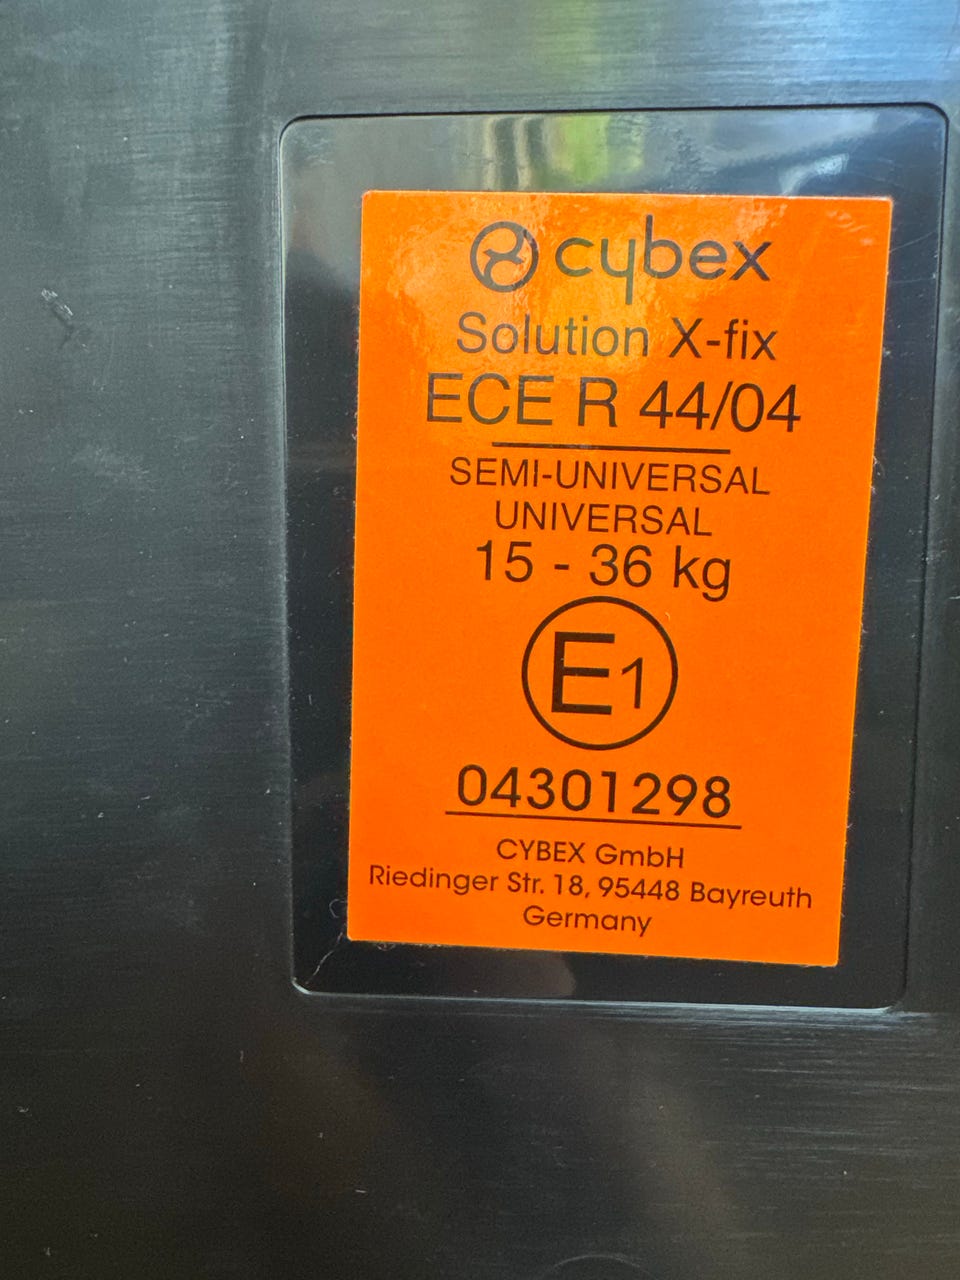 cybex
Solution X-fix
ECE R 44/04
SEMI-UNIVERSAL
UNIVERSAL
15 - 36 kg
E1
04301298
CYBEX GmbH
Riedinger Str. 18, 95448 Bayreuth
Germany